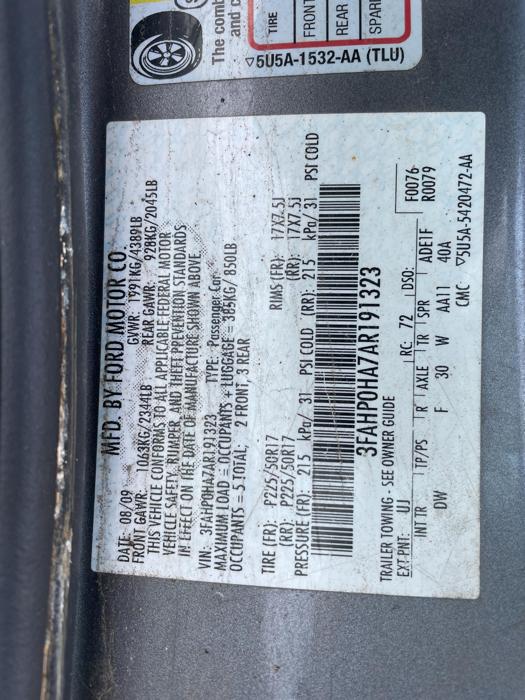 The comb
and c
TIRE
FRONT
REAR
SPAR
▽5U5A-1532-AA (TLU)
MFD. BY FORD MOTOR CO.
DATE: 08/09 GVWR: 1991KG/4389LB
FRONT GAWR: 1063KG/2344LB REAR GAWR: 928KG/2045LB
THIS VEHICLE CONFORMS TO ALL APPLICABLE FEDERAL MOTOR
VEHICLE SAFETY, BUMPER, AND THEFT PREVENTION STANDARDS
IN EFFECT ON THE DATE OF MANUFACTURE SHOWN ABOVE.
VIN: 3FAHP0HA7AR191323 TYPE: Passenger Car
MAXIMUM LOAD = OCCUPANTS + LUGGAGE = 385KG/ 850LB
OCCUPANTS = 5 TOTAL; 2 FRONT, 3 REAR
TIRE (FR): P225/50R17 RIMS (FR): 17X7.5J
(RR): P225/50R17 (RR): 17X7.5J
PRESSURE (FR): 215 kPa/ 31 PSI COLD (RR): 215 kPa/ 31 PSI COLD
3FAHP0HA7AR191323
TRAILER TOWING - SEE OWNER GUIDE
F0076
R0079
EXT PNT: UJ RC: 72 DSO:
INT TR TP/PS R AXLE TR SPR ADEIF
DW F 30 W AA11 40A
CMC ▽5U5A-5420472-AA